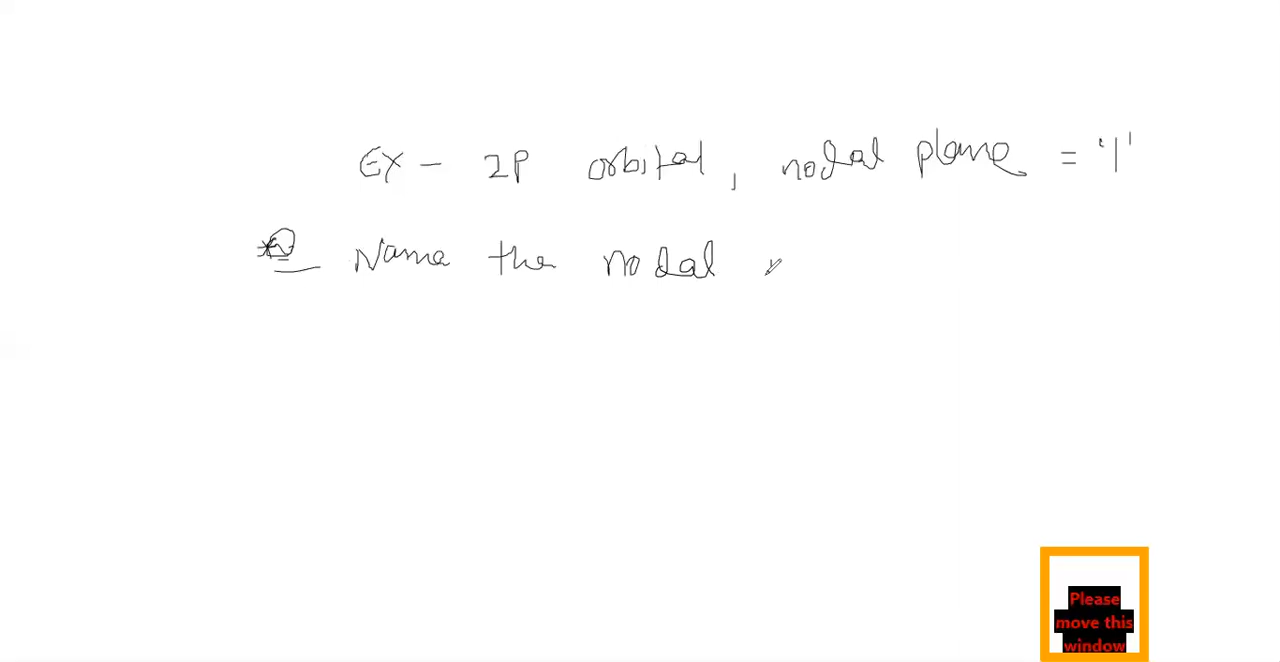 Ex - 2P orbital, nodal plane = '1'
Name the nodal
Please
move this
window